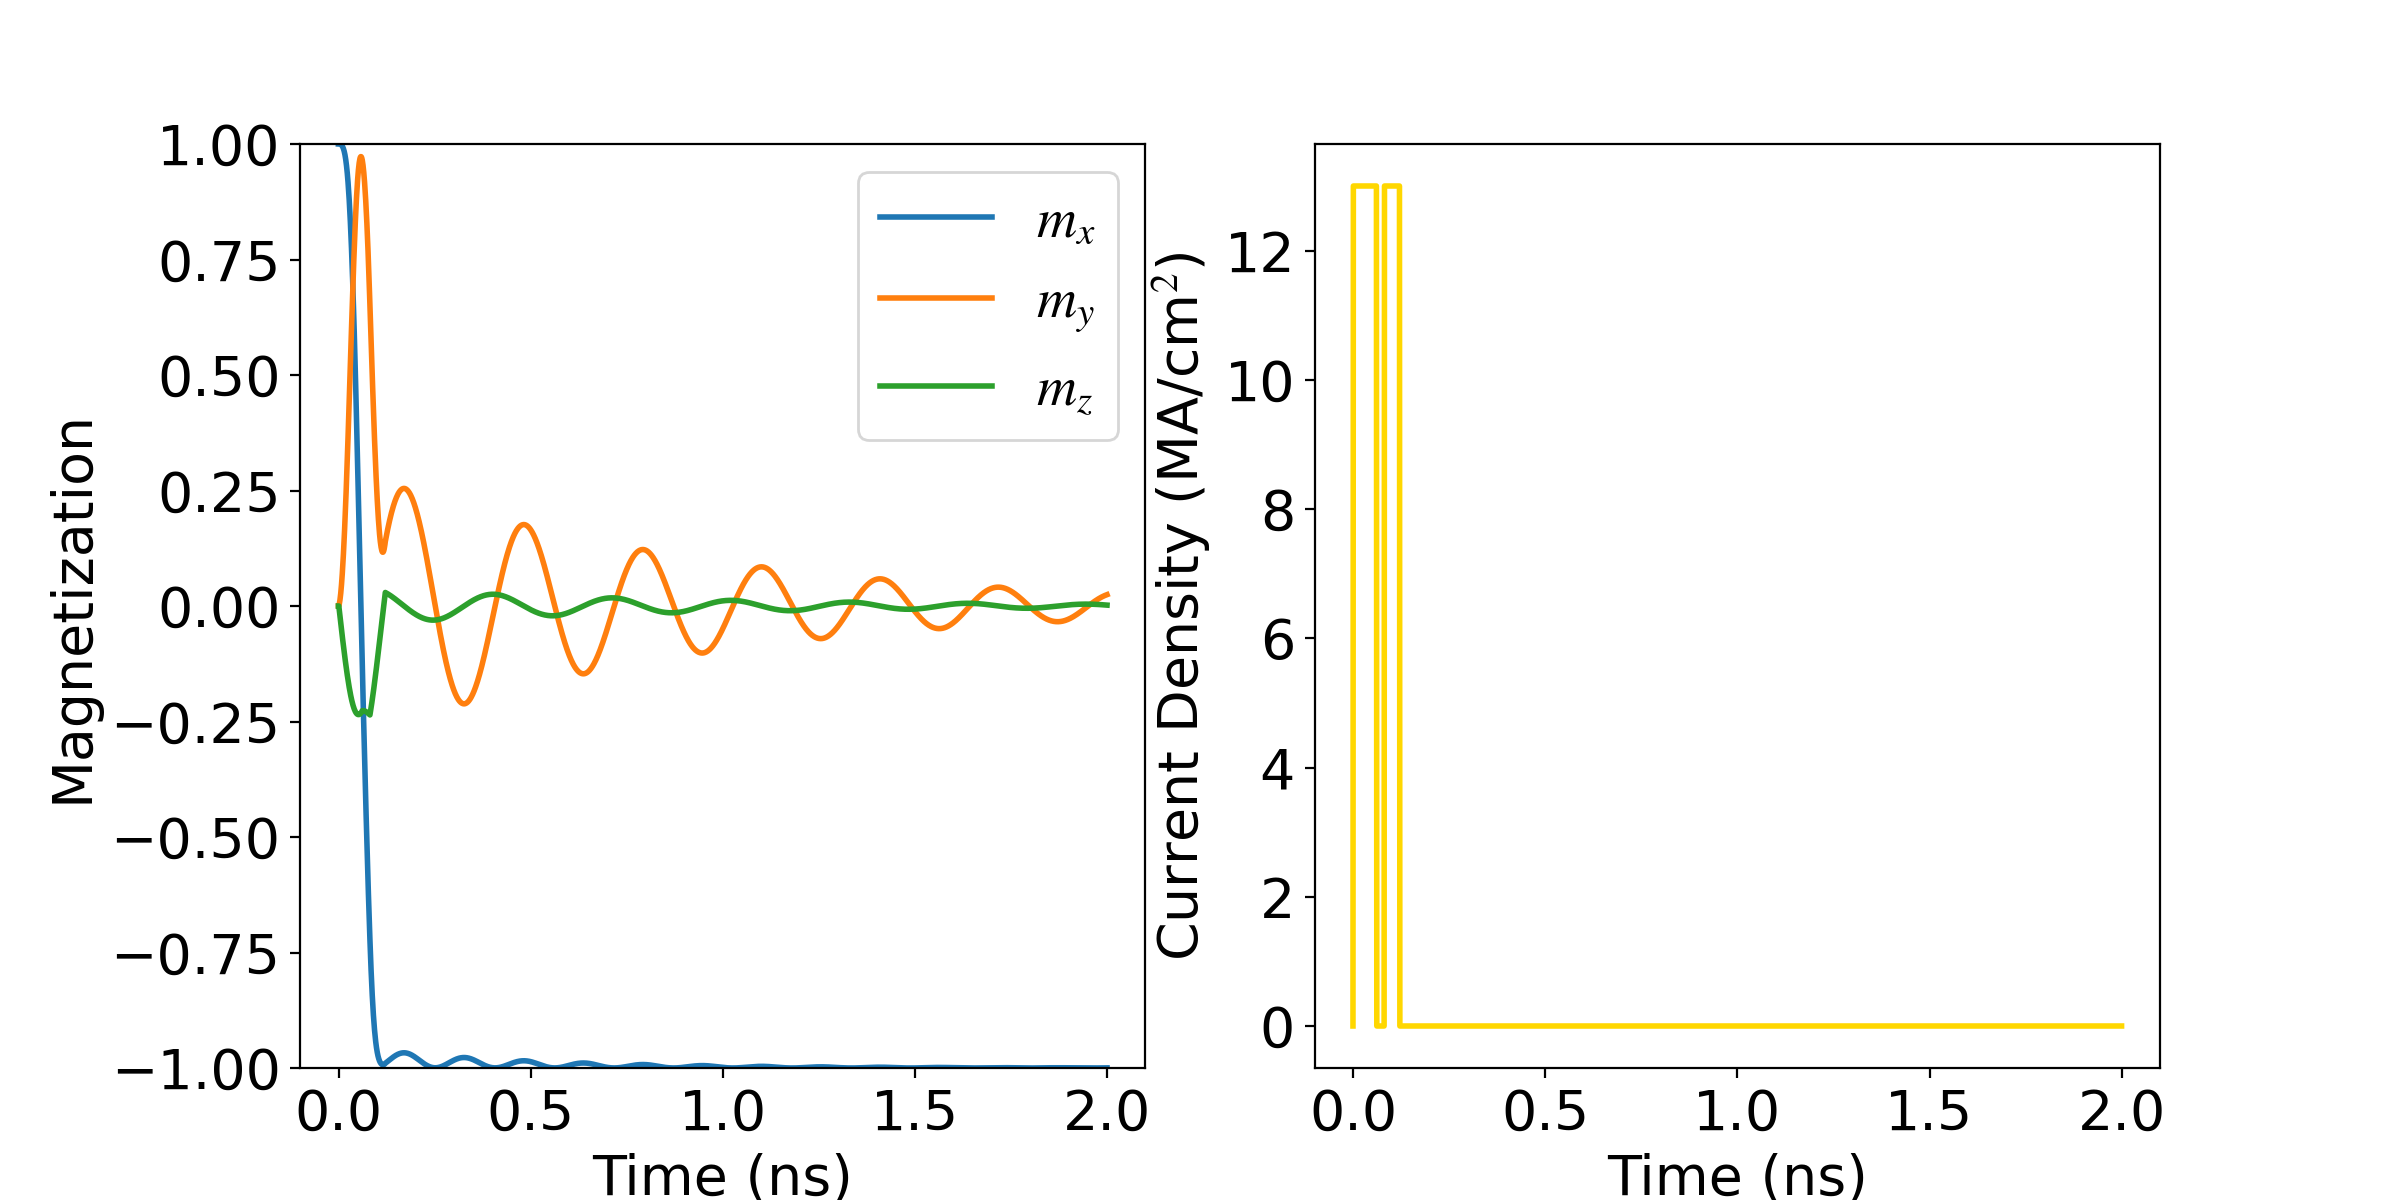 Magnetization
1.00
0.75
0.50
0.25
0.00
−0.25
−0.50
−0.75
−1.00
0.0 0.5 1.0 1.5 2.0
Time (ns)
m_x
m_y
m_z
Current Density (MA/cm²)
12
10
8
6
4
2
0
0.0 0.5 1.0 1.5 2.0
Time (ns)